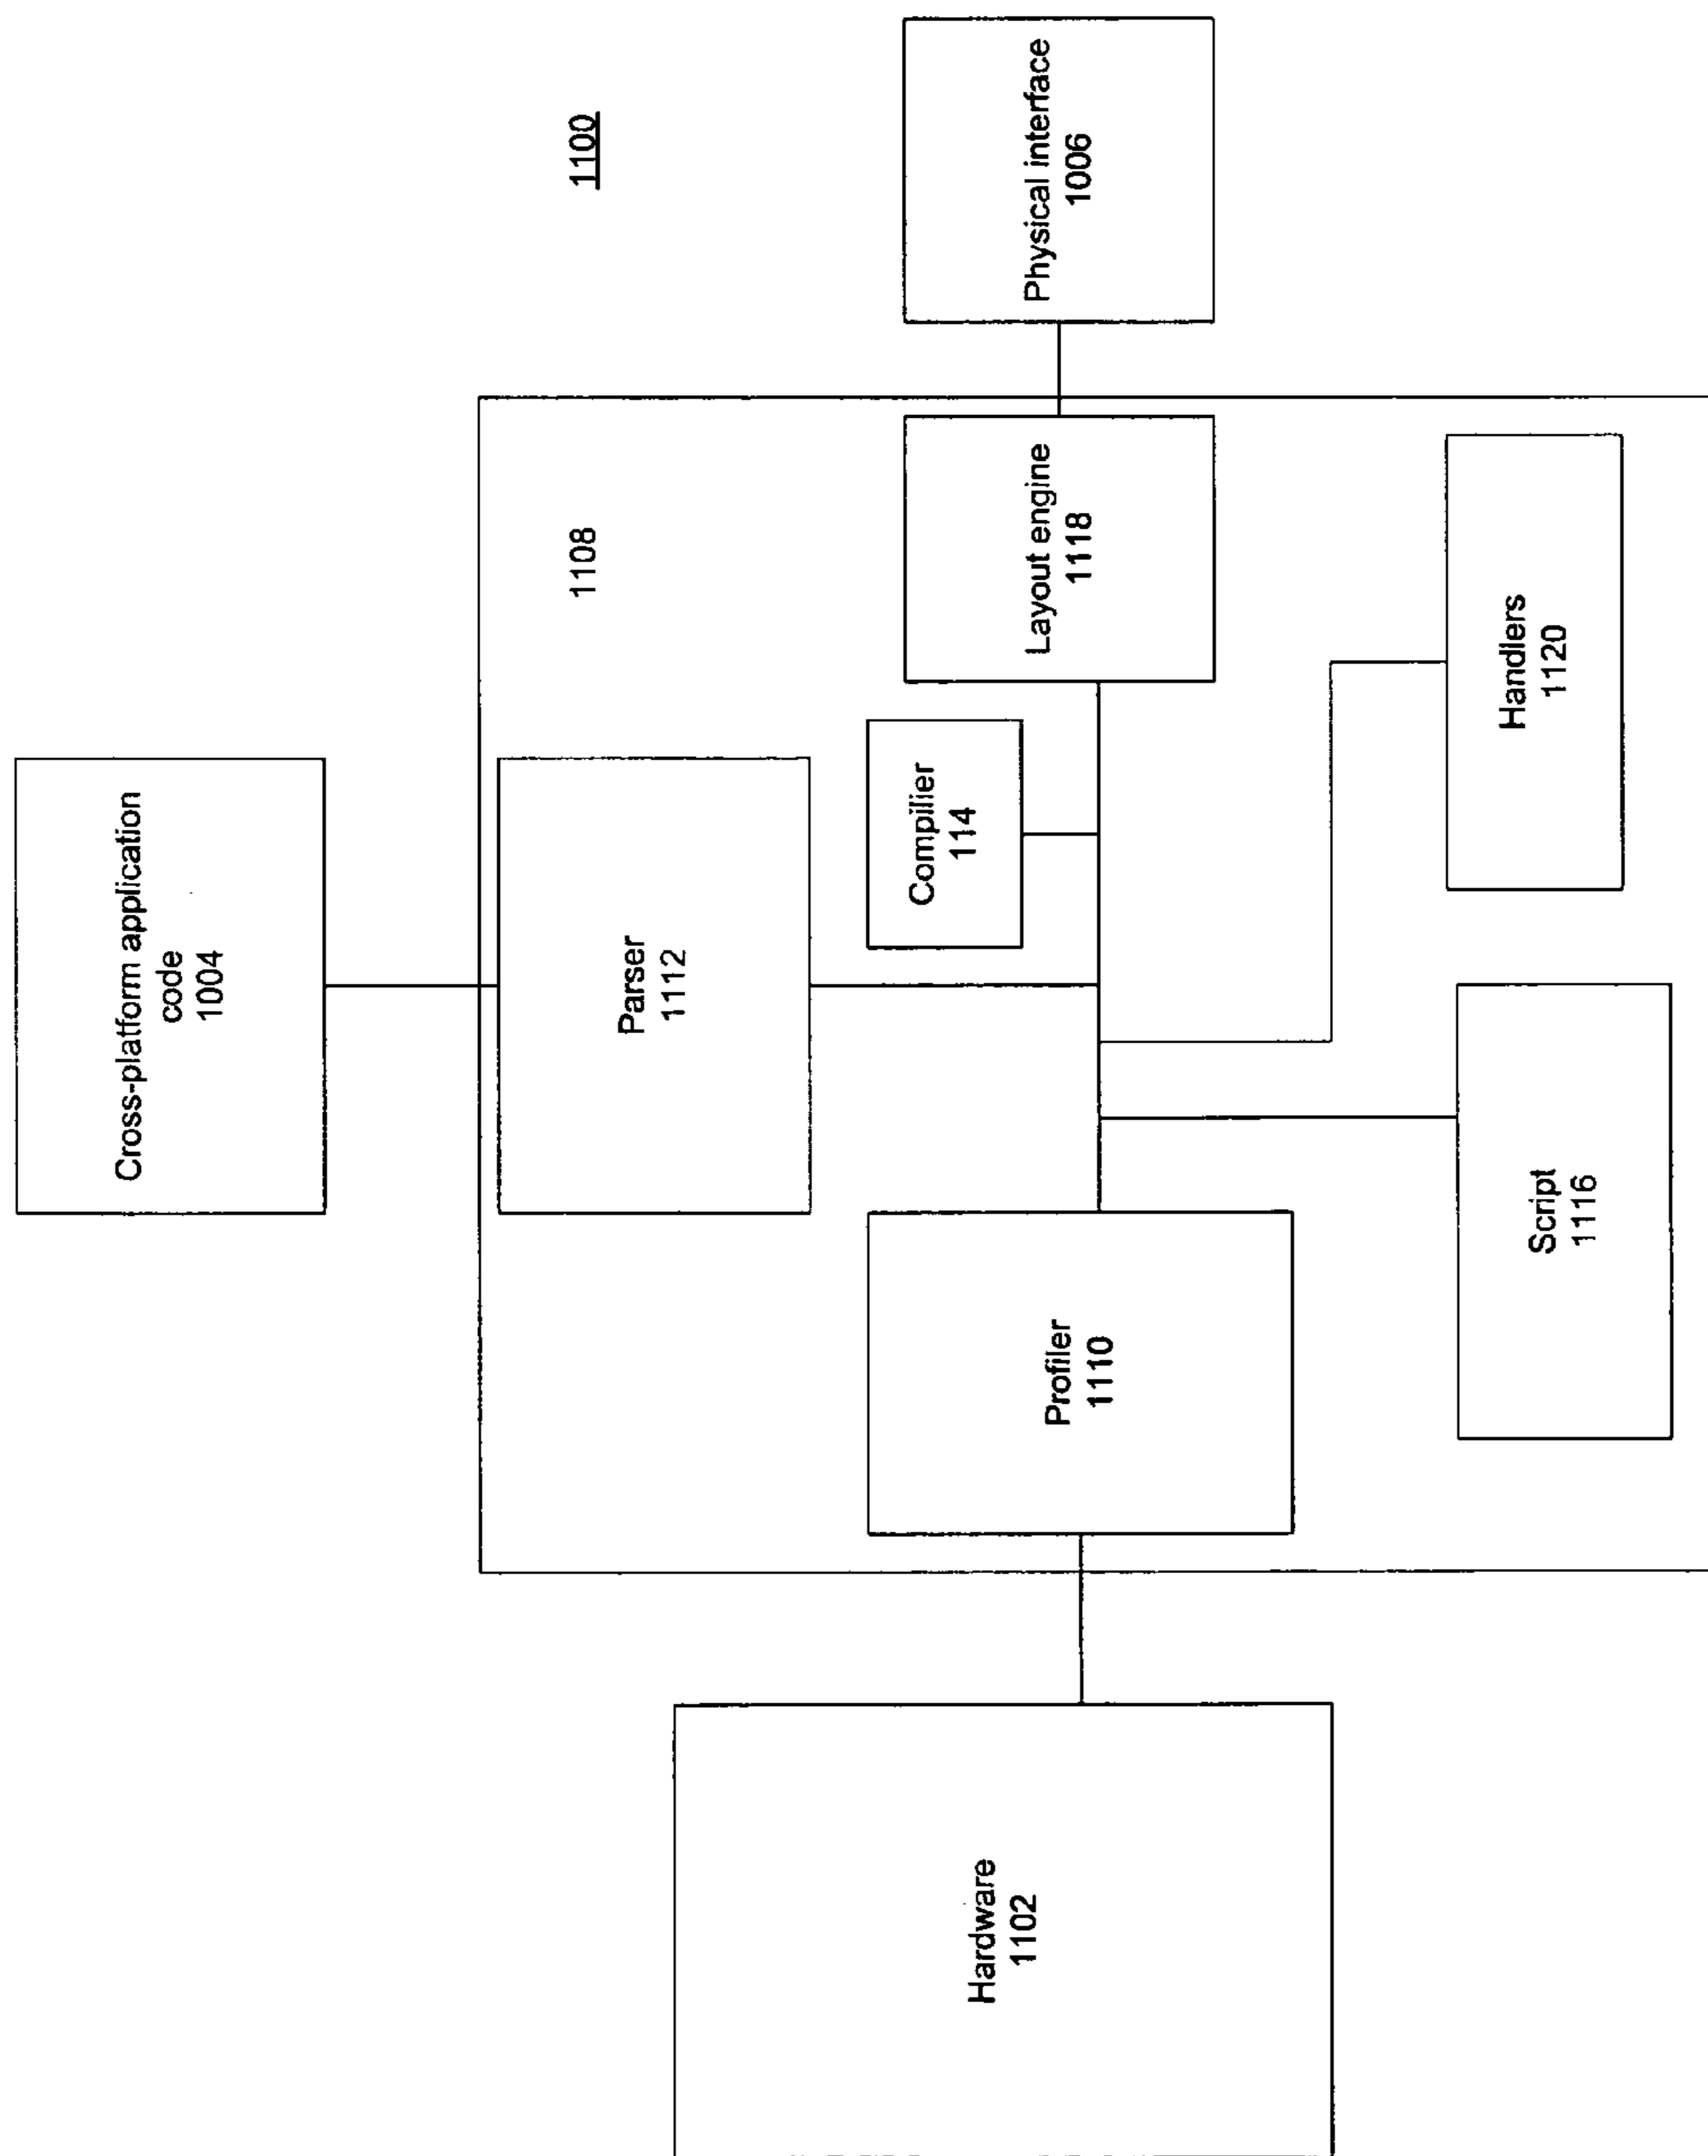 1100
Cross-platform application
code
1004
1108
Parser
1112
Hardware
1102
Profiler
1110
Compilier
114
Layout engine
1118
Physical interface
1006
Script
1116
Handlers
1120